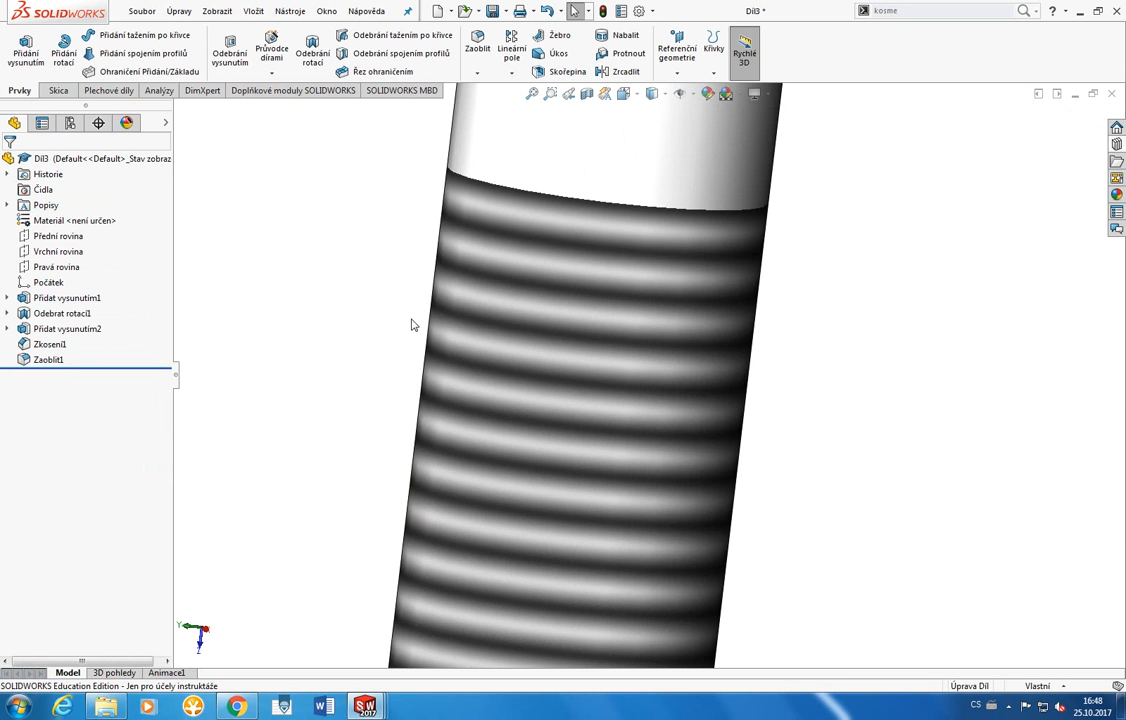 SOLIDWORKS
Soubor
Úpravy
Zobrazit
Vložit
Nástroje
Okno
Nápověda
Díl3 *
kosme
Přidání vysunutím
Přidání rotací
Přidání tažením po křivce
Přidání spojením profilů
Ohraničení Přidání/Základu
Odebrání vysunutím
Průvodce dírami
Odebrání rotací
Odebrání tažením po křivce
Odebrání spojením profilů
Řez ohraničením
Zaoblit
Lineární pole
Žebro
Úkos
Skořepina
Nabalit
Protnout
Zrcadlit
Referenční geometrie
Křivky
Rychlé 3D
Prvky
Skica
Plechové díly
Analýzy
DimXpert
Doplňkové moduly SOLIDWORKS
SOLIDWORKS MBD
Díl3 (Default<<Default>_Stav zobraz
Historie
Čidla
Popisy
Materiál <není určen>
Přední rovina
Vrchní rovina
Pravá rovina
Počátek
Přidat vysunutím1
Odebrat rotací1
Přidat vysunutím2
Zkosení1
Zaoblit1
Y
Z
Model
3D pohledy
Animace1
SOLIDWORKS Education Edition - Jen pro účely instruktáže
Úprava Díl
Vlastní
CS
16:48
25.10.2017